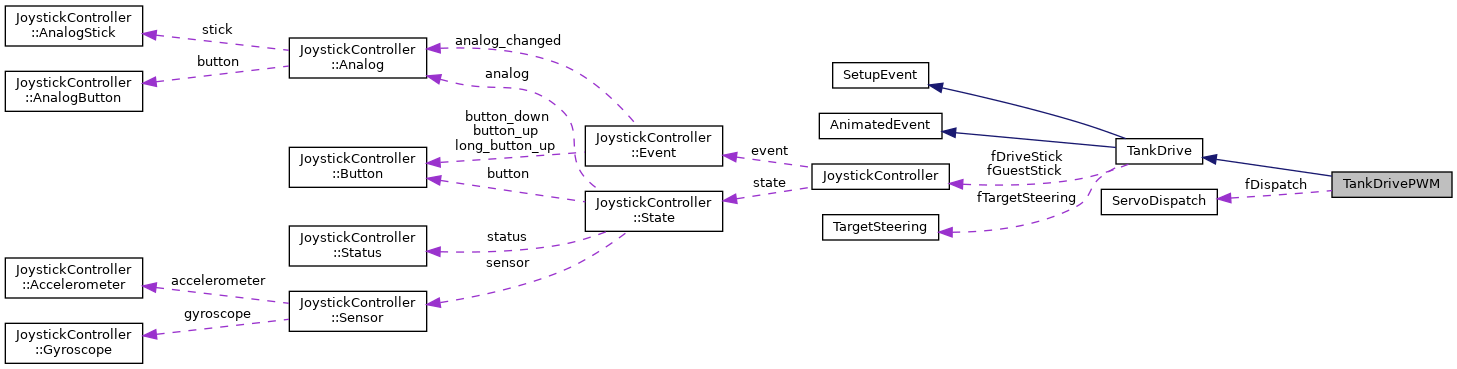 JoystickController
::AnalogStick
JoystickController
::AnalogButton
JoystickController
::Accelerometer
JoystickController
::Gyroscope
stick
button
accelerometer
gyroscope
JoystickController
::Analog
JoystickController
::Button
JoystickController
::Status
JoystickController
::Sensor
analog_changed
analog
button_down
button_up
long_button_up
button
status
sensor
JoystickController
::Event
JoystickController
::State
event
state
SetupEvent
AnimatedEvent
JoystickController
TargetSteering
fDriveStick
fGuestStick
fTargetSteering
TankDrive
ServoDispatch
fDispatch
TankDrivePWM